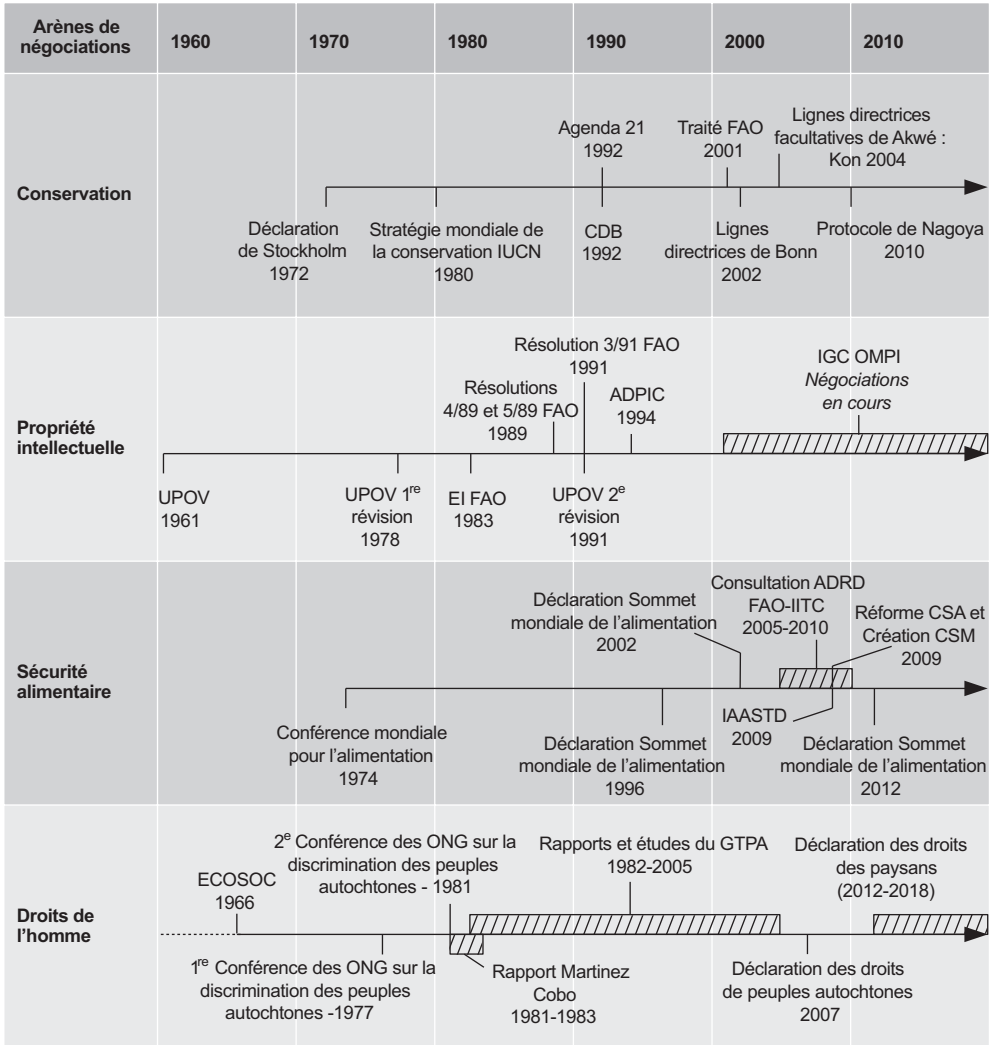 Arènes de
négociations
1960
1970
1980
1990
2000
2010
Conservation
Agenda 21
1992
Traité FAO
2001
Lignes directrices
facultatives de Akwé :
Kon 2004
Déclaration
de Stockholm
1972
Stratégie mondiale de
la conservation IUCN
1980
CDB
1992
Lignes
directrices de Bonn
2002
Protocole de Nagoya
2010
Propriété
intellectuelle
Résolution 3/91 FAO
1991
Résolutions
4/89 et 5/89 FAO
1989
ADPIC
1994
IGC OMPI
Négociations
en cours
UPOV
1961
UPOV 1re
révision
1978
EI FAO
1983
UPOV 2e
révision
1991
Sécurité
alimentaire
Déclaration Sommet
mondiale de l'alimentation
2002
Consultation ADRD
FAO-IITC
2005-2010
Réforme CSA et
Création CSM
2009
Conférence mondiale
pour l'alimentation
1974
Déclaration Sommet
mondiale de l'alimentation
1996
IAASTD
2009
Déclaration Sommet
mondiale de l'alimentation
2012
Droits de
l'homme
ECOSOC
1966
2e Conférence des ONG sur la
discrimination des peuples
autochtones - 1981
Rapports et études du GTPA
1982-2005
Déclaration des droits
des paysans
(2012-2018)
1re Conférence des ONG sur la
discrimination des peuples
autochtones -1977
Rapport Martinez
Cobo
1981-1983
Déclaration des droits
de peuples autochtones
2007